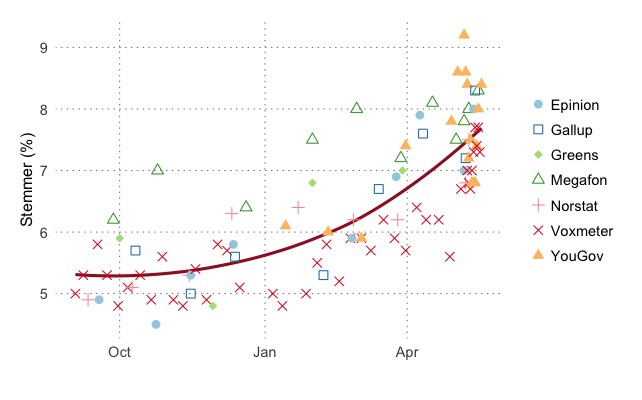 9
8
7
6
5
Stemmer (%)
Oct
Jan
Apr
Epinion
Gallup
Greens
Megafon
Norstat
Voxmeter
YouGov